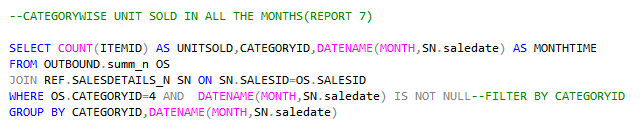 --CATEGORYWISE UNIT SOLD IN ALL THE MONTHS(REPORT 7)
SELECT COUNT(ITEMID) AS UNITSOLD,CATEGORYID,DATENAME(MONTH,SN.saledate) AS MONTHTIME
FROM OUTBOUND.summ_n OS
JOIN REF.SALESDETAILS_N SN ON SN.SALESID=OS.SALESID
WHERE OS.CATEGORYID=4 AND  DATENAME(MONTH,SN.saledate) IS NOT NULL--FILTER BY CATEGORYID
GROUP BY CATEGORYID,DATENAME(MONTH,SN.saledate)